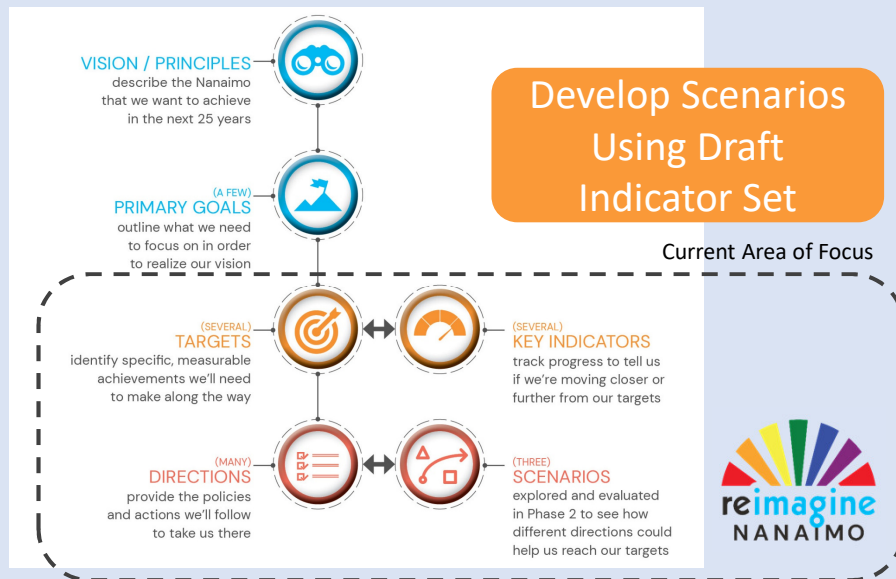 VISION / PRINCIPLES
describe the Nanaimo
that we want to achieve
in the next 25 years
Develop Scenarios
Using Draft
Indicator Set
(A FEW)
PRIMARY GOALS
outline what we need
to focus on in order
to realize our vision
Current Area of Focus
(SEVERAL)
TARGETS
identify specific, measurable
achievements we'll need
to make along the way
(SEVERAL)
KEY INDICATORS
track progress to tell us
if we're moving closer or
further from our targets
(MANY)
DIRECTIONS
provide the policies
and actions we'll follow
to take us there
(THREE)
SCENARIOS
explored and evaluated
in Phase 2 to see how
different directions could
help us reach our targets
reimagine
NANAIMO